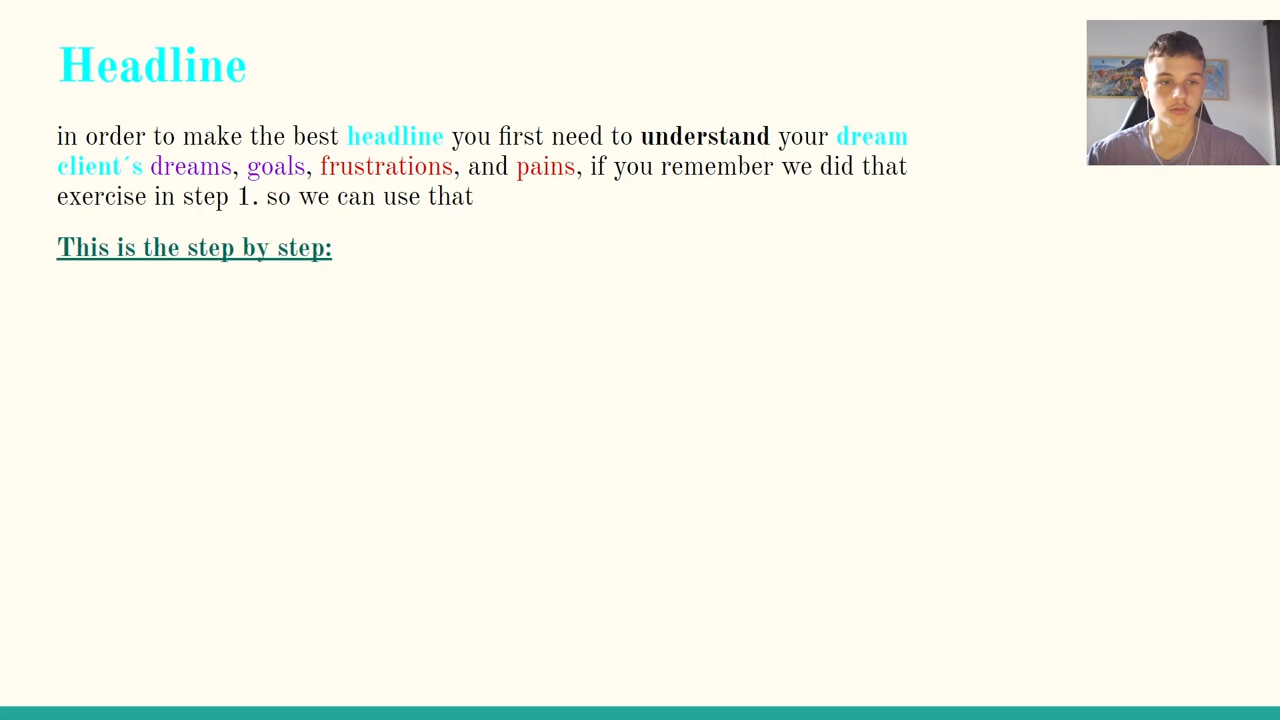 Headline
in order to make the best headline you first need to understand your dream
client´s dreams, goals, frustrations, and pains, if you remember we did that
exercise in step 1. so we can use that
This is the step by step: